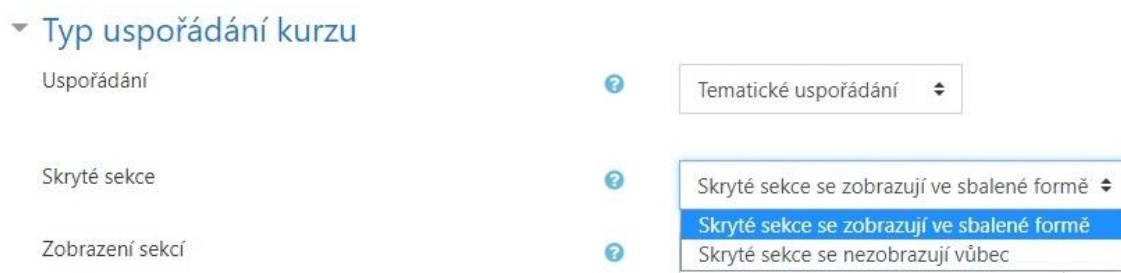 Typ uspořádání kurzu
Uspořádání
Tematické uspořádání
Skryté sekce
Skryté sekce se zobrazují ve sbalené formě
Skryté sekce se zobrazují ve sbalené formě
Skryté sekce se nezobrazují vůbec
Zobrazení sekcí